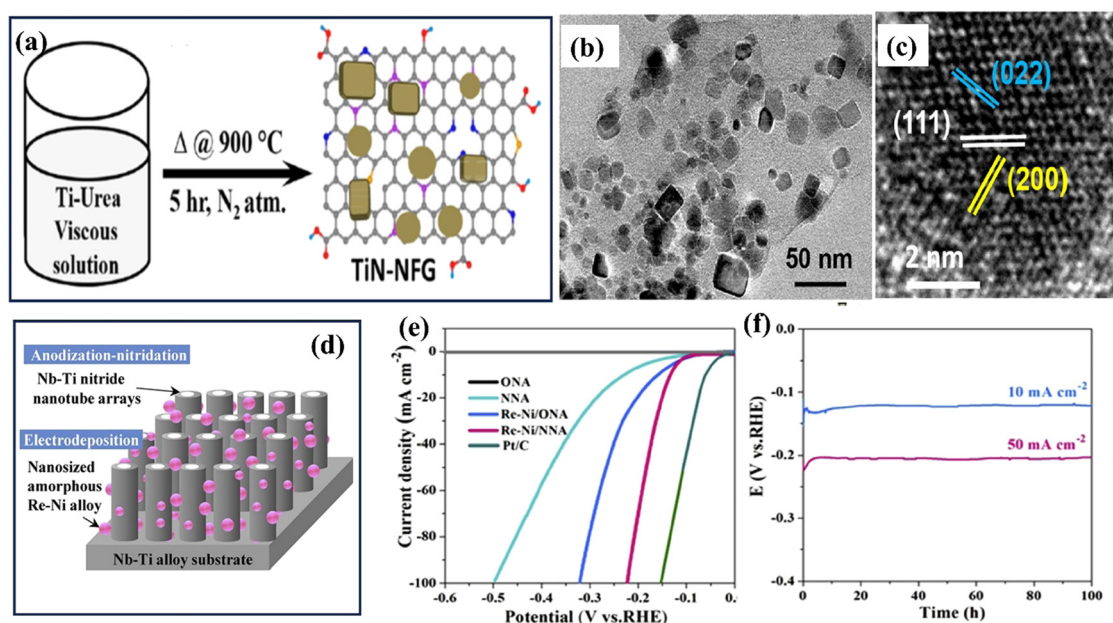 (a)
Ti-Urea
Viscous
solution
Δ @ 900 °C
5 hr, N₂ atm.
TiN-NFG
(b)
50 nm
(c)
(022)
(111)
(200)
2 nm
(d)
Anodization-nitridation
Nb-Ti nitride
nanotube arrays
Electrodeposition
Nanosized
amorphous
Re-Ni alloy
Nb-Ti alloy substrate
(e)
Current density (mA cm⁻²)
0
-20
-40
-60
-80
-100
ONA
NNA
Re-Ni/ONA
Re-Ni/NNA
Pt/C
-0.6
-0.5
-0.4
-0.3
-0.2
-0.1
0.0
Potential (V vs.RHE)
(f)
E (V vs.RHE)
-0.0
-0.1
-0.2
-0.3
-0.4
10 mA cm⁻²
50 mA cm⁻²
0
20
40
60
80
100
Time (h)